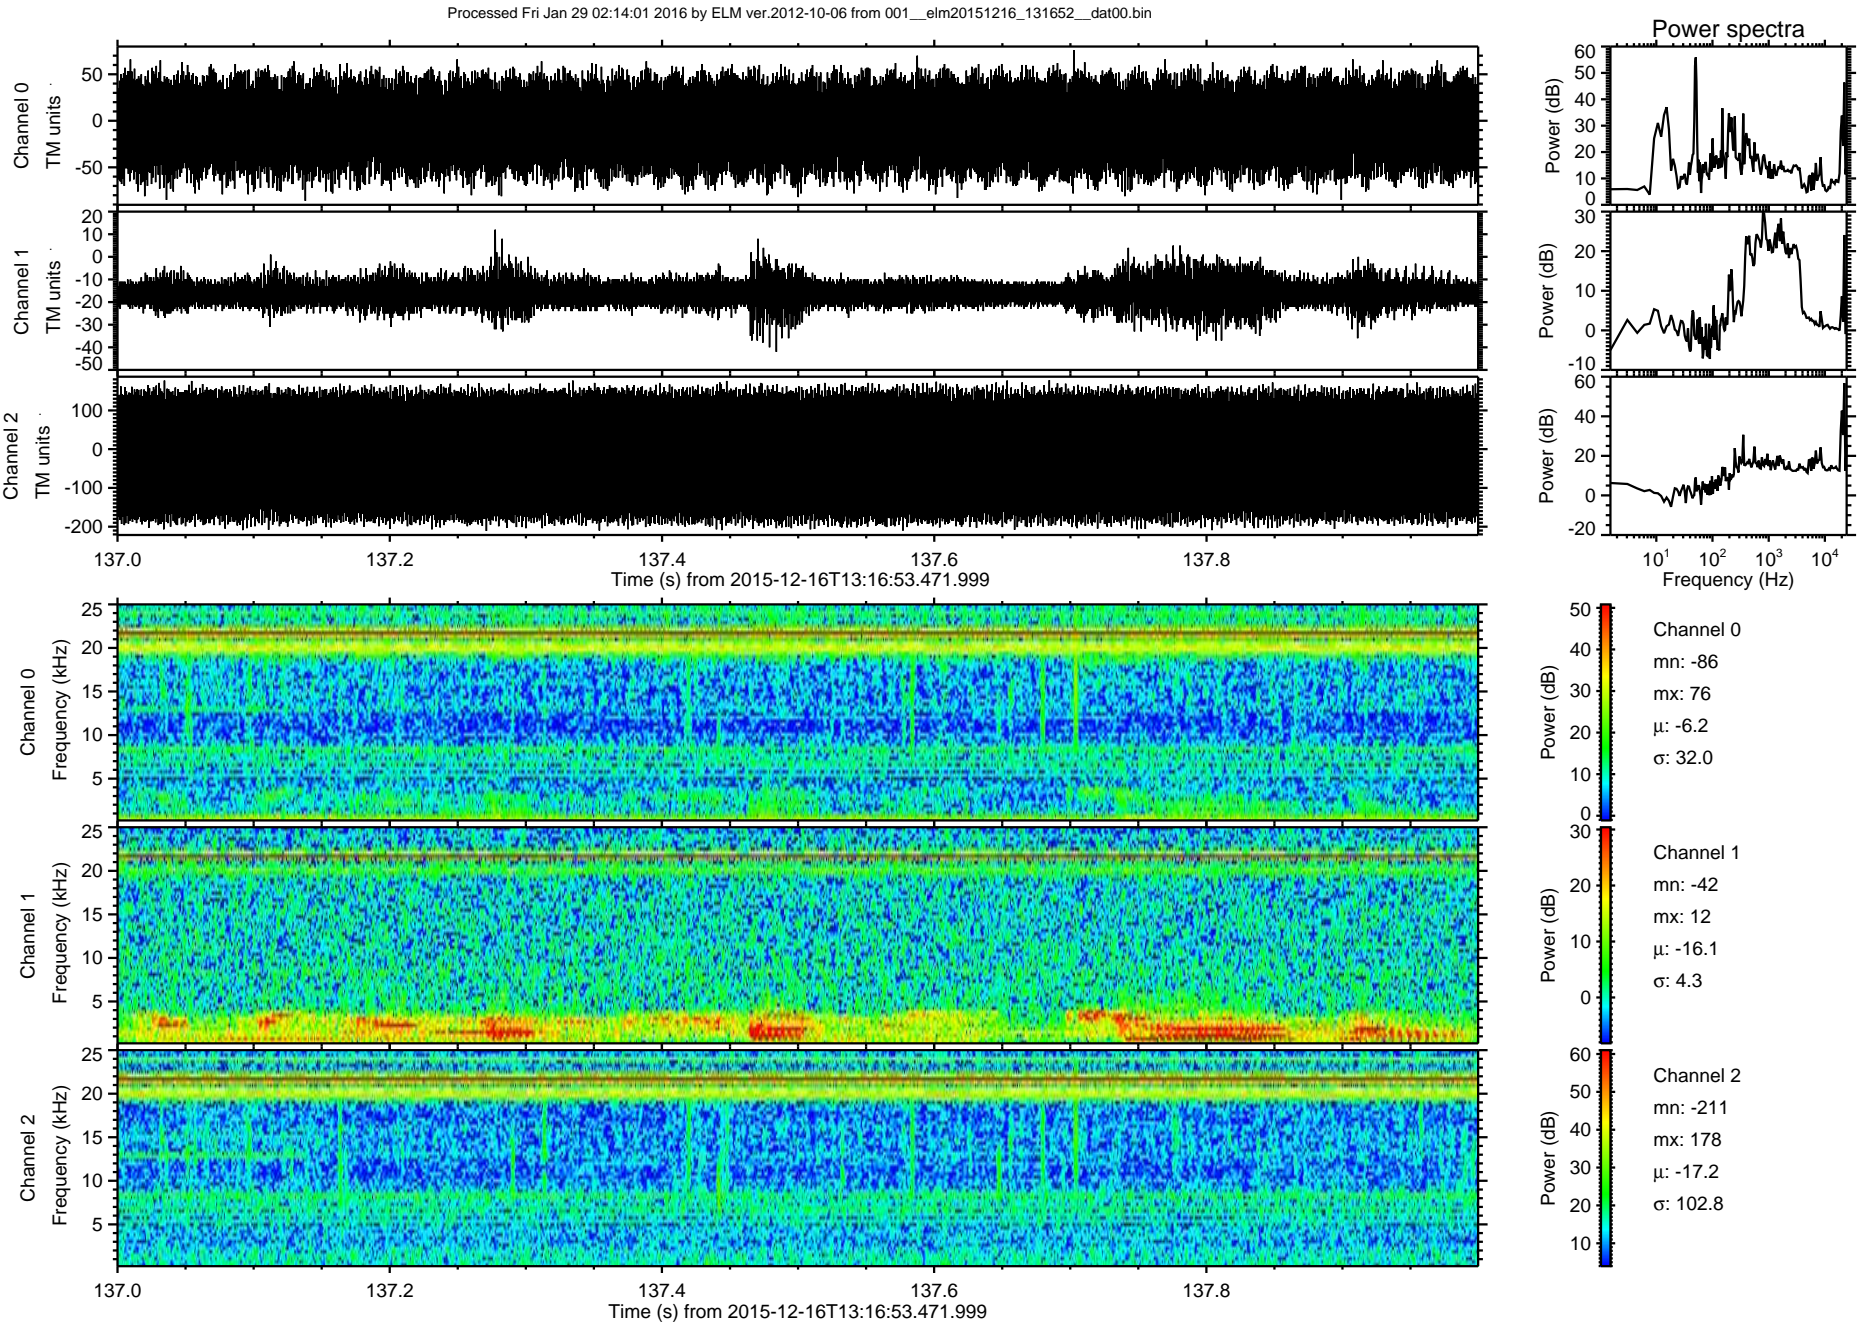 Processed Fri Jan 29 02:14:01 2016 by ELM ver.2012-10-06 from 001__elm20151216_131652__dat00.bin
Power spectra
Channel 0
TM units
50
0
-50
Power (dB)
60
50
40
30
20
10
0
Channel 1
TM units
20
10
0
-10
-20
-30
-40
-50
Power (dB)
30
20
10
0
-10
Channel 2
TM units
100
0
-100
-200
Power (dB)
60
40
20
0
-20
137.0 137.2 137.4 137.6 137.8
Time (s) from 2015-12-16T13:16:53.471.999
10¹ 10² 10³ 10⁴
Frequency (Hz)
Channel 0
Frequency (kHz)
25
20
15
10
5
Power (dB)
50
40
30
20
10
0
Channel 0
mn: -86
mx: 76
μ: -6.2
σ: 32.0
Channel 1
Frequency (kHz)
25
20
15
10
5
Power (dB)
30
20
10
0
Channel 1
mn: -42
mx: 12
μ: -16.1
σ: 4.3
Channel 2
Frequency (kHz)
25
20
15
10
5
Power (dB)
60
50
40
30
20
10
Channel 2
mn: -211
mx: 178
μ: -17.2
σ: 102.8
137.0 137.2 137.4 137.6 137.8
Time (s) from 2015-12-16T13:16:53.471.999